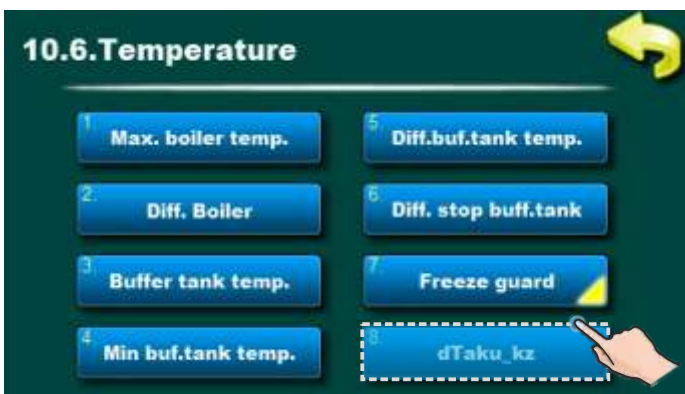 10.6.Temperature
1. Max. boiler temp.
2. Diff. Boiler
3. Buffer tank temp.
4 Min buf.tank temp.
5 Diff.buf.tank temp.
6 Diff. stop buff.tank
7. Freeze guard
8. dTaku_kz